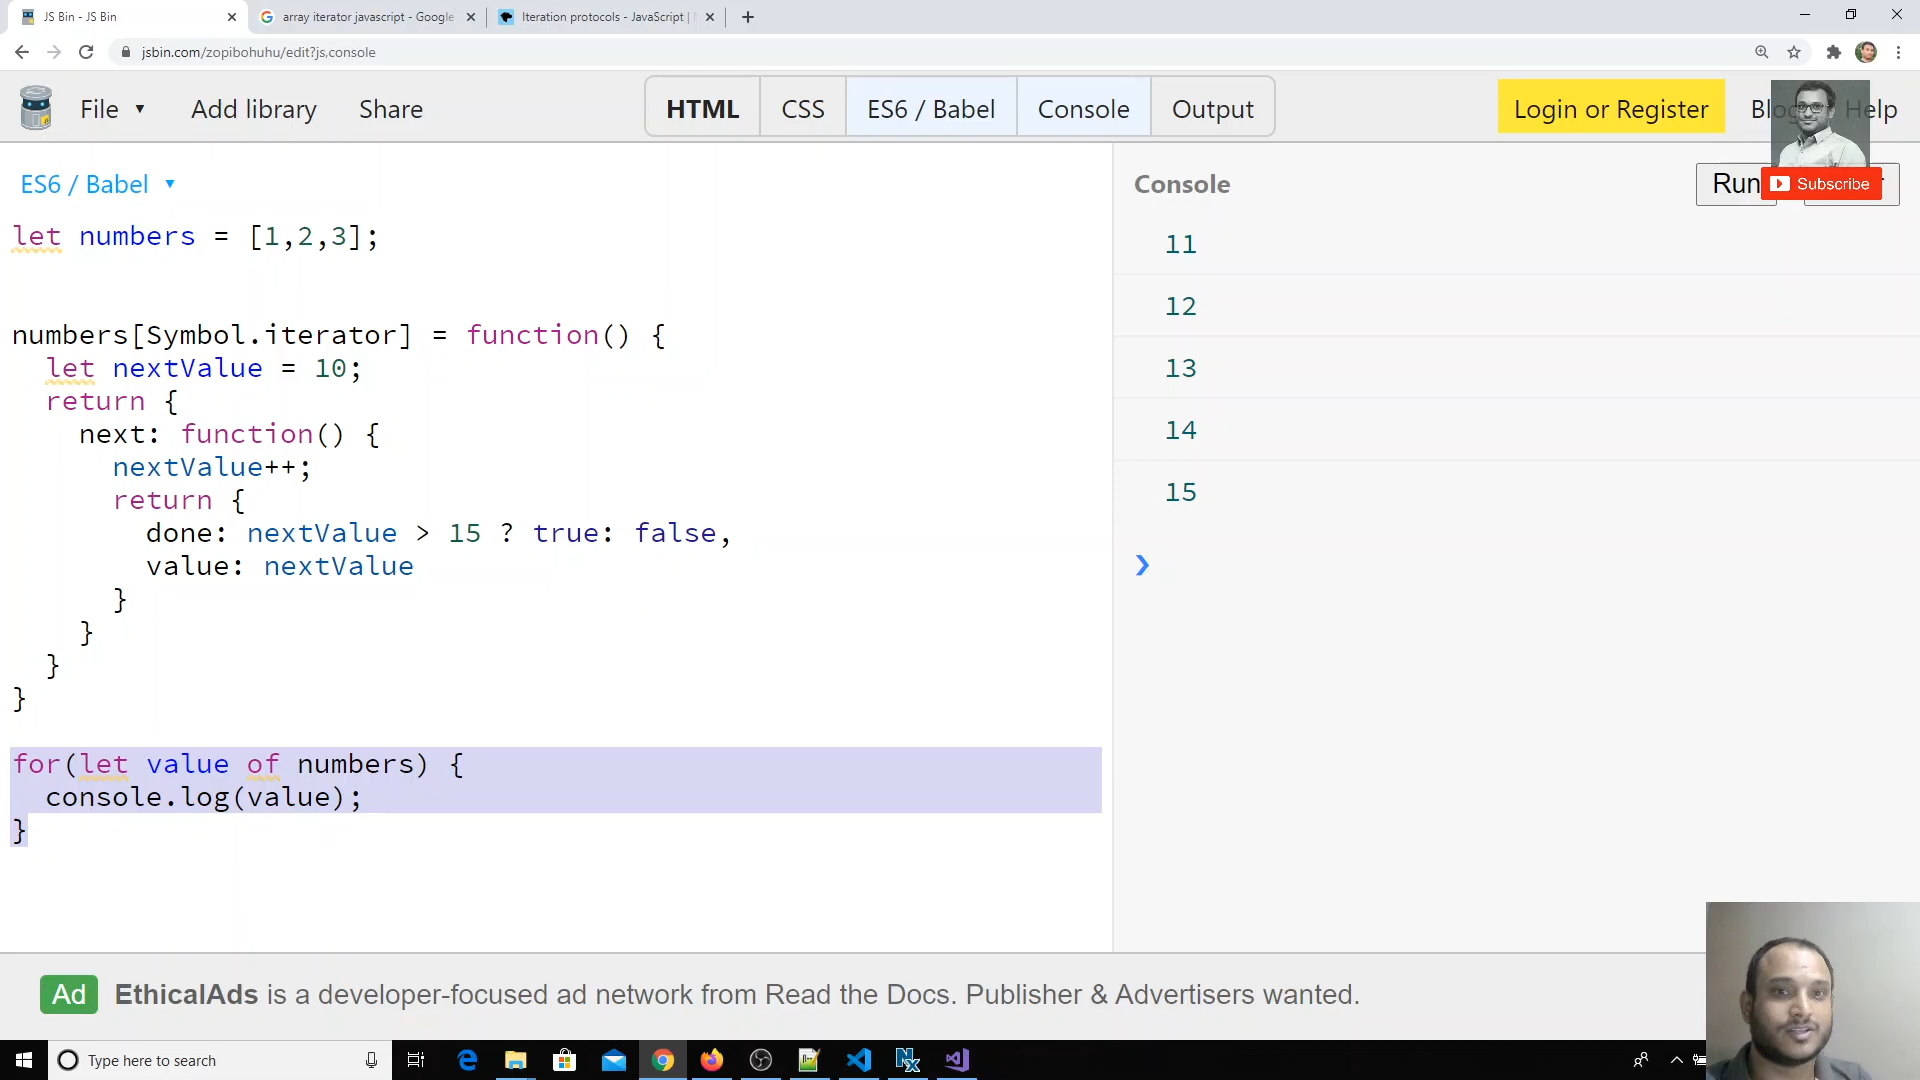 JS Bin - JS Bin
array iterator javascript - Google
Iteration protocols - JavaScript |
jsbin.com/zopibohuhu/edit?js,console
File
Add library
Share
HTML
CSS
ES6 / Babel
Console
Output
Login or Register
Help
Subscribe
ES6 / Babel
let numbers = [1,2,3];
numbers[Symbol.iterator] = function() {
let nextValue = 10;
return {
next: function() {
nextValue++;
return {
done: nextValue > 15 ? true: false,
value: nextValue
}
}
}
}
for(let value of numbers) {
console.log(value);
}
Console
Run
11
12
13
14
15
Ad
EthicalAds is a developer-focused ad network from Read the Docs. Publisher & Advertisers wanted.
Type here to search